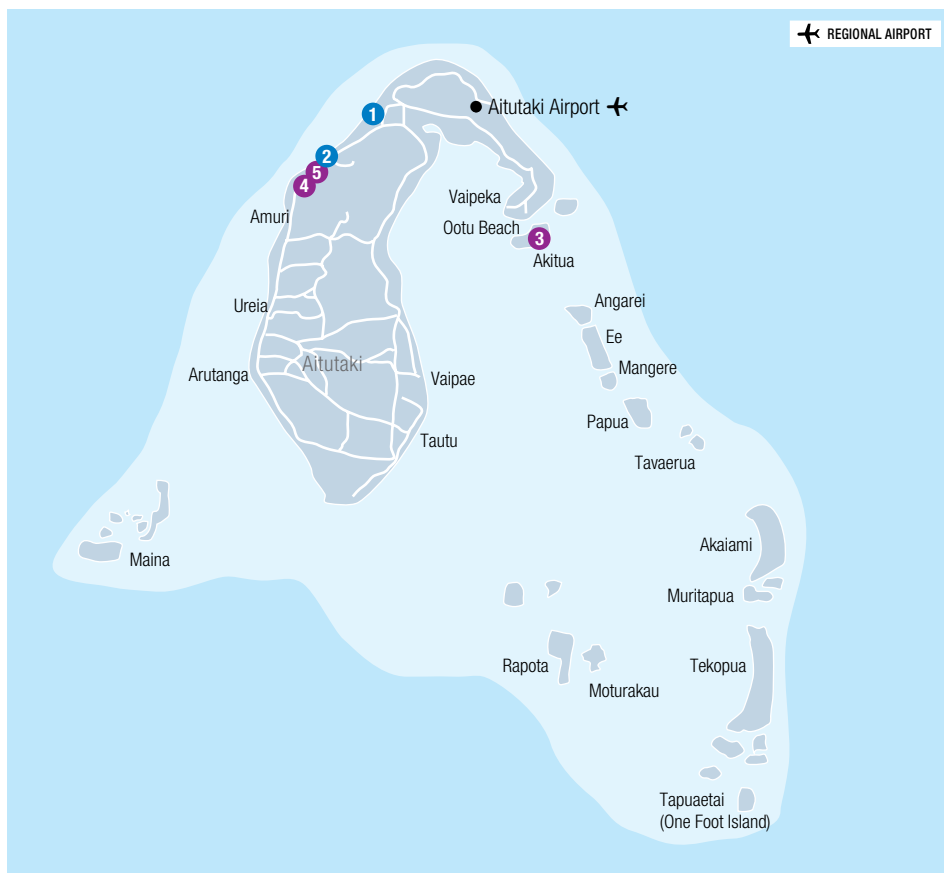 REGIONAL AIRPORT
Aitutaki Airport
1
2
5
4
Amuri
Vaipeka
Ootu Beach
3
Akitua
Angarei
Ureia
Ee
Mangere
Aitutaki
Arutanga
Vaipae
Papua
Tautu
Tavaerua
Akaiami
Maina
Muritapua
Rapota
Tekopua
Moturakau
Tapuaetai
(One Foot Island)